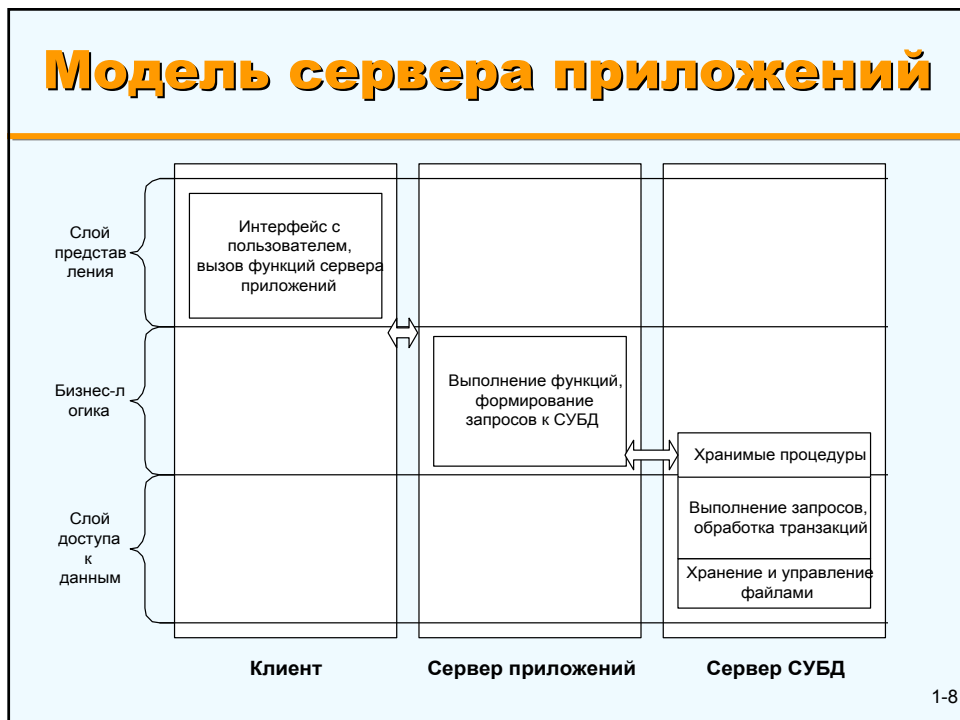 Модель сервера приложений
Слой
представ
ления
Интерфейс с
пользователем,
вызов функций сервера
приложений
Бизнес-л
огика
Выполнение функций,
формирование
запросов к СУБД
Хранимые процедуры
Слой
доступа
к
данным
Выполнение запросов,
обработка транзакций
Хранение и управление
файлами
Клиент
Сервер приложений
Сервер СУБД
1-8